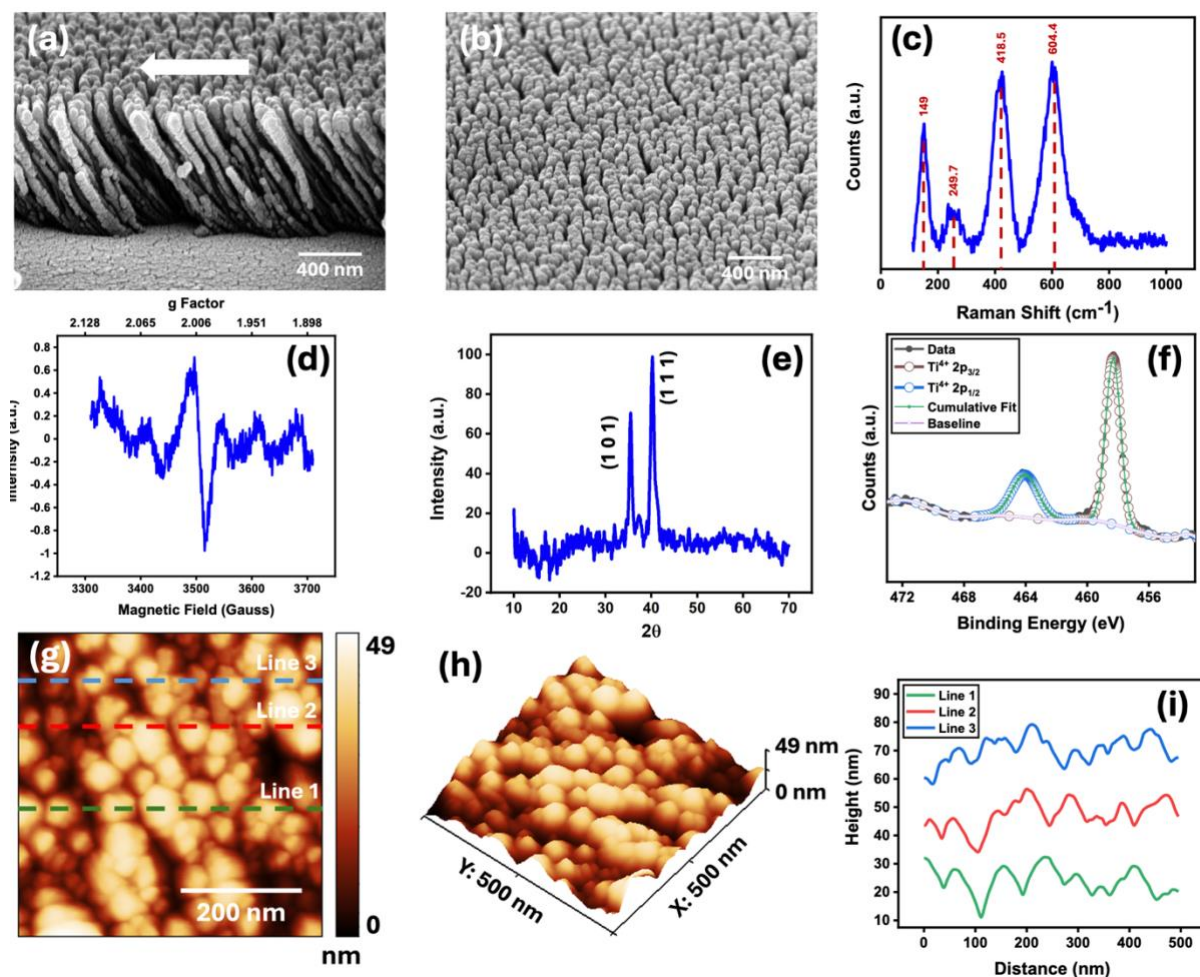 (a)
400 nm
(b)
400 nm
(c)
149
249.7
418.5
604.4
Counts (a.u.)
0 200 400 600 800 1000
Raman Shift (cm⁻¹)
g Factor
2.128 2.065 2.006 1.951 1.898
(d)
0.8
0.6
0.4
0.2
0
-0.2
-0.4
-0.6
-0.8
-1
-1.2
Intensity (a.u.)
3300 3400 3500 3600 3700
Magnetic Field (Gauss)
(e)
100
80
60
40
20
0
-20
Intensity (a.u.)
(1 0 1)
(1 1 1)
10 20 30 40 50 60 70
2θ
(f)
Data
Ti⁴⁺ 2p₃/₂
Ti⁴⁺ 2p₁/₂
Cumulative Fit
Baseline
Counts (a.u.)
472 468 464 460 456
Binding Energy (eV)
(g)
Line 3
Line 2
Line 1
200 nm
49
0
nm
(h)
49 nm
0 nm
Y: 500 nm
X: 500 nm
(i)
Line 1
Line 2
Line 3
90
80
70
60
50
40
30
20
10
Height (nm)
0 100 200 300 400 500
Distance (nm)